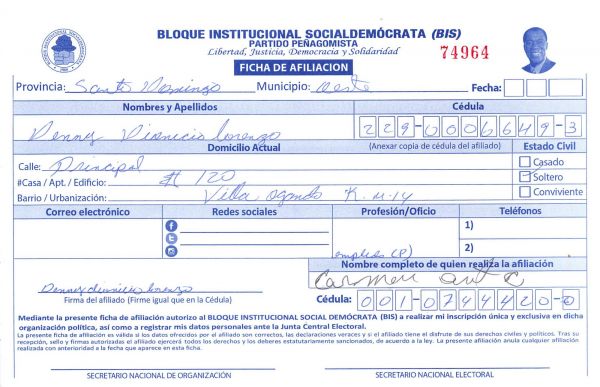 BLOQUE INSTITUCIONAL SOCIALDEMÓCRATA (BIS)
PARTIDO PEÑAGOMISTA
Libertad, Justicia, Democracia y Solidaridad
74964
FICHA DE AFILIACION
Provincia: Santo Domingo Municipio: Oeste Fecha:
Nombres y Apellidos Cédula
Denny Dionicio Lorenzo 229-0006649-3
Domicilio Actual (Anexar copia de cédula del afiliado) Estado Civil
Calle: Principal Casado
#Casa / Apt. / Edificio: # 120 Soltero
Barrio / Urbanización: Villa K.M-14 Conviviente
Correo electrónico Redes sociales Profesión/Oficio Teléfonos
1)
empleado (P) 2)
Nombre completo de quien realiza la afiliación
Denny dionicio lorenzo Carmen
Firma del afiliado (Firme igual que en la Cédula) Cédula: 001-0744420-0
Mediante la presente ficha de afiliación autorizo al BLOQUE INSTITUCIONAL SOCIAL DEMÓCRATA (BIS) a realizar mi inscripción única y exclusiva en dicha
organización política, así como a registrar mis datos personales ante la Junta Central Electoral.
La presente ficha de afiliación es válida si los datos ofrecidos por el afiliado son correctos, las declaraciones veraces y si el afiliado tiene el disfrute de sus derechos civiles y políticos. Tras su
recepción, sello y firmas autorizadas el afiliado ejercerá todos los derechos y los deberes estatutariamente sancionados, de acuerdo a la ley. La presente afiliación anula cualquier afiliación
realizada con anterioridad a la fecha que aparece en esta ficha.
SECRETARIO NACIONAL DE ORGANIZACIÓN SECRETARIO NACIONAL ELECTORAL